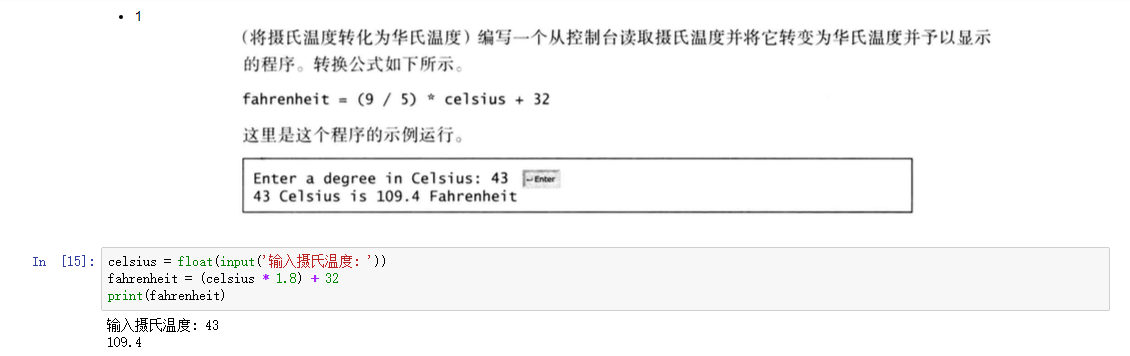 • 1
(将摄氏温度转化为华氏温度) 编写一个从控制台读取摄氏温度并将它转变为华氏温度并予以显示
的程序。转换公式如下所示。
fahrenheit = (9 / 5) * celsius + 32
这里是这个程序的示例运行。
Enter a degree in Celsius: 43 ↵Enter
43 Celsius is 109.4 Fahrenheit
In [15]: celsius = float(input('输入摄氏温度: '))
fahrenheit = (celsius * 1.8) + 32
print(fahrenheit)
输入摄氏温度: 43
109.4